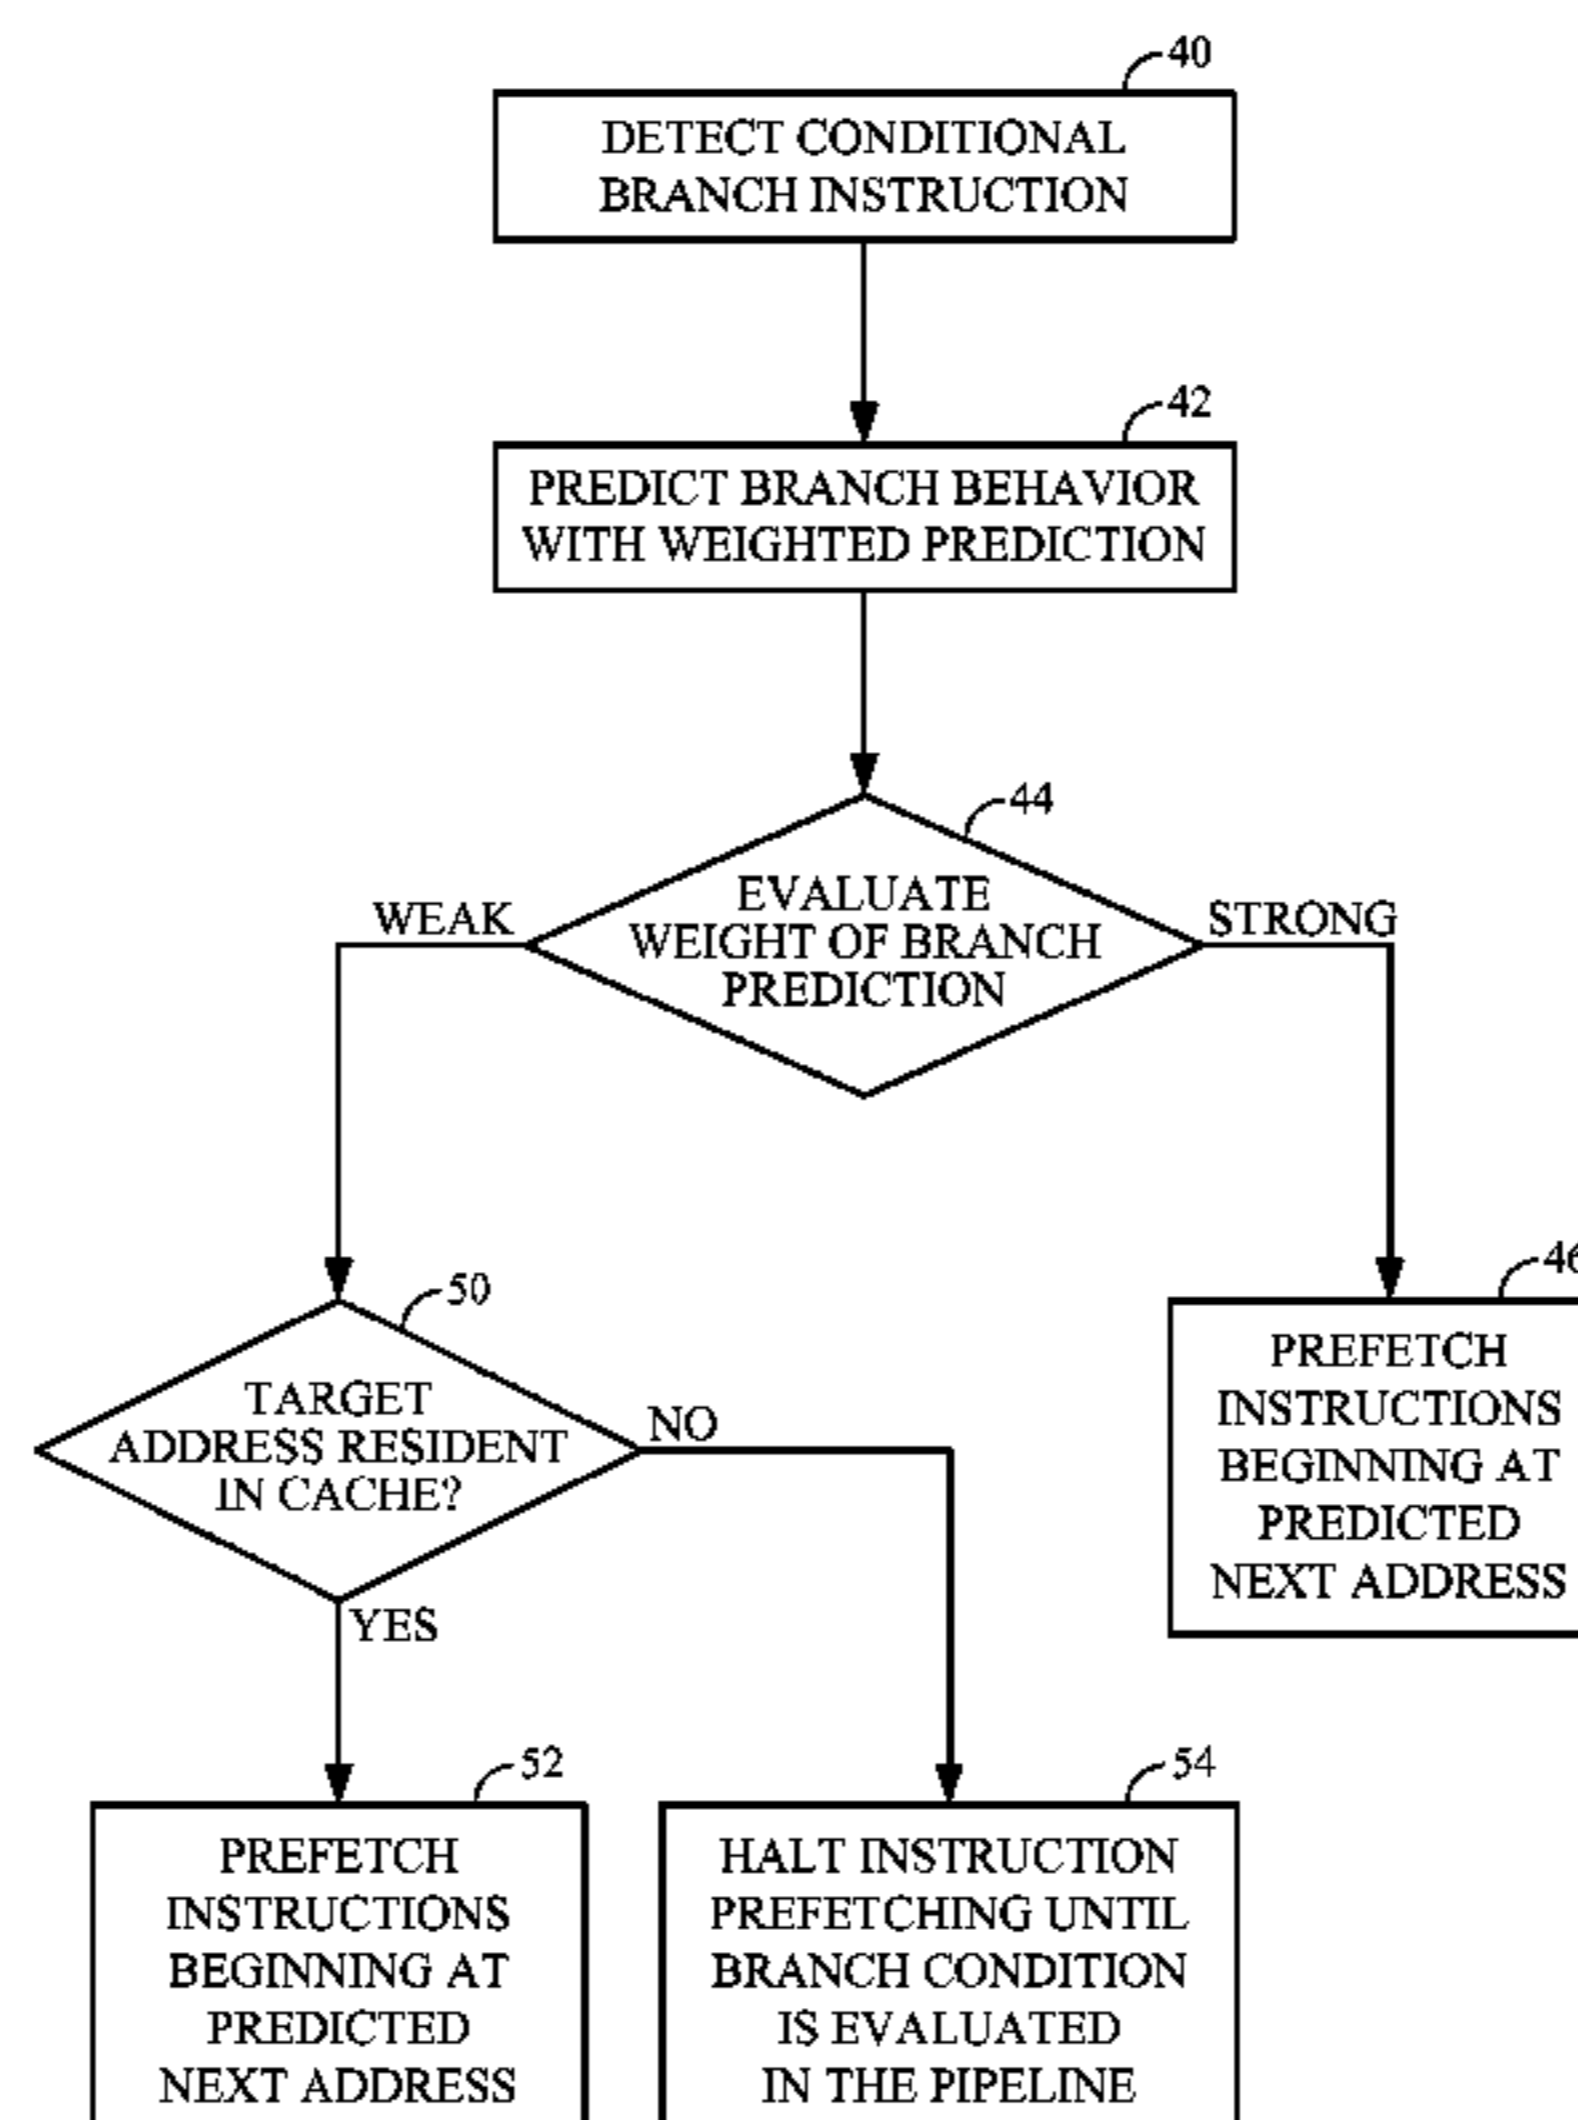 40
DETECT CONDITIONAL
BRANCH INSTRUCTION
42
PREDICT BRANCH BEHAVIOR
WITH WEIGHTED PREDICTION
44
EVALUATE
WEIGHT OF BRANCH
PREDICTION
WEAK
STRONG
50
TARGET
ADDRESS RESIDENT
IN CACHE?
NO
YES
46
PREFETCH
INSTRUCTIONS
BEGINNING AT
PREDICTED
NEXT ADDRESS
52
PREFETCH
INSTRUCTIONS
BEGINNING AT
PREDICTED
NEXT ADDRESS
54
HALT INSTRUCTION
PREFETCHING UNTIL
BRANCH CONDITION
IS EVALUATED
IN THE PIPELINE